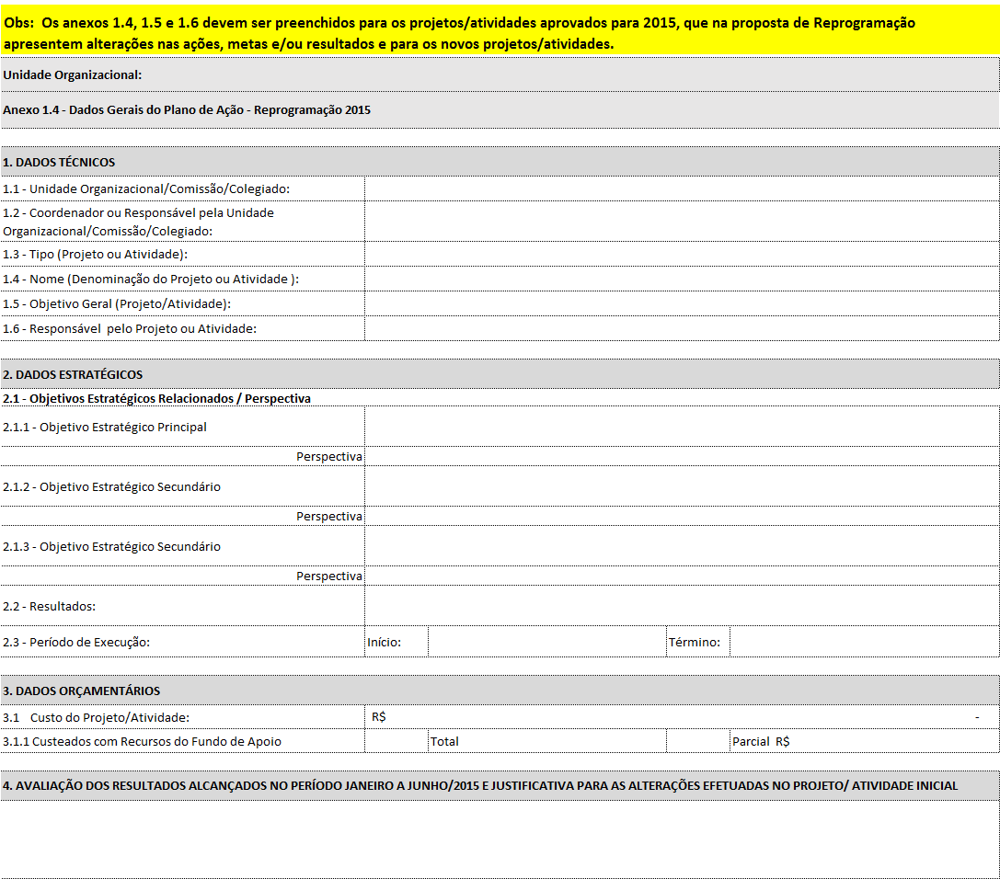 Obs:  Os anexos 1.4, 1.5 e 1.6 devem ser preenchidos para os projetos/atividades aprovados para 2015, que na proposta de Reprogramação
apresentem alterações nas ações, metas e/ou resultados e para os novos projetos/atividades.
Unidade Organizacional:
Anexo 1.4 - Dados Gerais do Plano de Ação - Reprogramação 2015
1. DADOS TÉCNICOS
1.1 - Unidade Organizacional/Comissão/Colegiado:
1.2 - Coordenador ou Responsável pela Unidade
Organizacional/Comissão/Colegiado:
1.3 - Tipo (Projeto ou Atividade):
1.4 - Nome (Denominação do Projeto ou Atividade ):
1.5 - Objetivo Geral (Projeto/Atividade):
1.6 - Responsável  pelo Projeto ou Atividade:
2. DADOS ESTRATÉGICOS
2.1 - Objetivos Estratégicos Relacionados / Perspectiva
2.1.1 - Objetivo Estratégico Principal
Perspectiva
2.1.2 - Objetivo Estratégico Secundário
Perspectiva
2.1.3 - Objetivo Estratégico Secundário
Perspectiva
2.2 - Resultados:
2.3 - Período de Execução: Início: Término:
3. DADOS ORÇAMENTÁRIOS
3.1    Custo do Projeto/Atividade: R$ -
3.1.1 Custeados com Recursos do Fundo de Apoio Total Parcial  R$
4. AVALIAÇÃO DOS RESULTADOS ALCANÇADOS NO PERÍODO JANEIRO A JUNHO/2015 E JUSTIFICATIVA PARA AS ALTERAÇÕES EFETUADAS NO PROJETO/ ATIVIDADE INICIAL